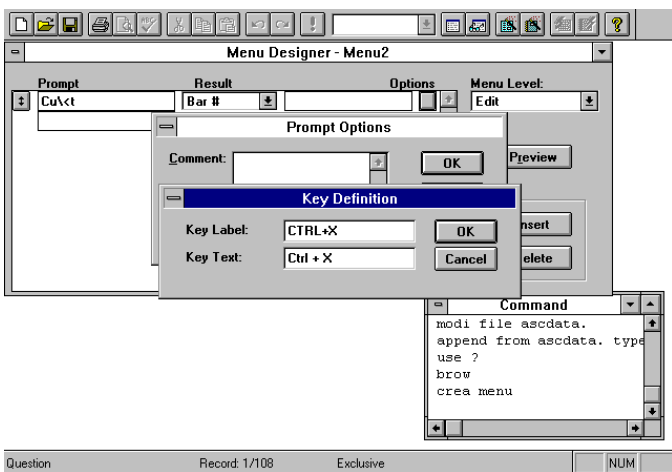 Menu Designer - Menu2
Prompt Result Options Menu Level:
Cu\<t Bar # Edit
Prompt Options
Comment: OK
Preview
Key Definition
Key Label: CTRL+X OK
Key Text: Ctrl + X Cancel
nsert
elete
Command
modi file ascdata.
append from ascdata. type
use ?
brow
crea menu
Question Record: 1/108 Exclusive NUM